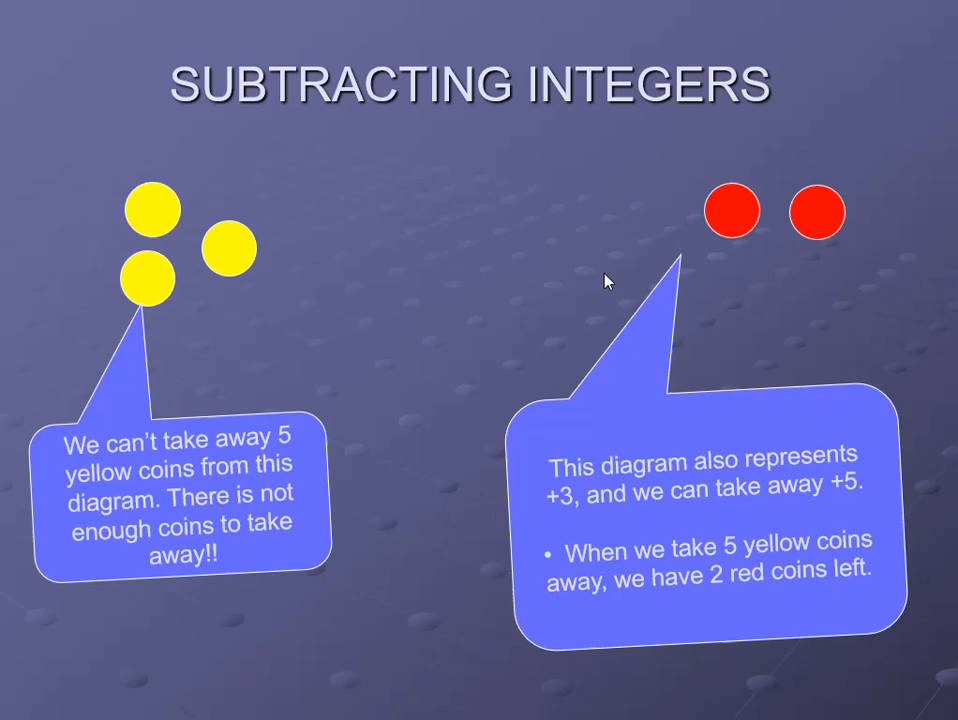 SUBTRACTING INTEGERS
We can't take away 5
yellow coins from this
diagram. There is not
enough coins to take
away!!
This diagram also represents
+3, and we can take away +5.
• When we take 5 yellow coins
away, we have 2 red coins left.